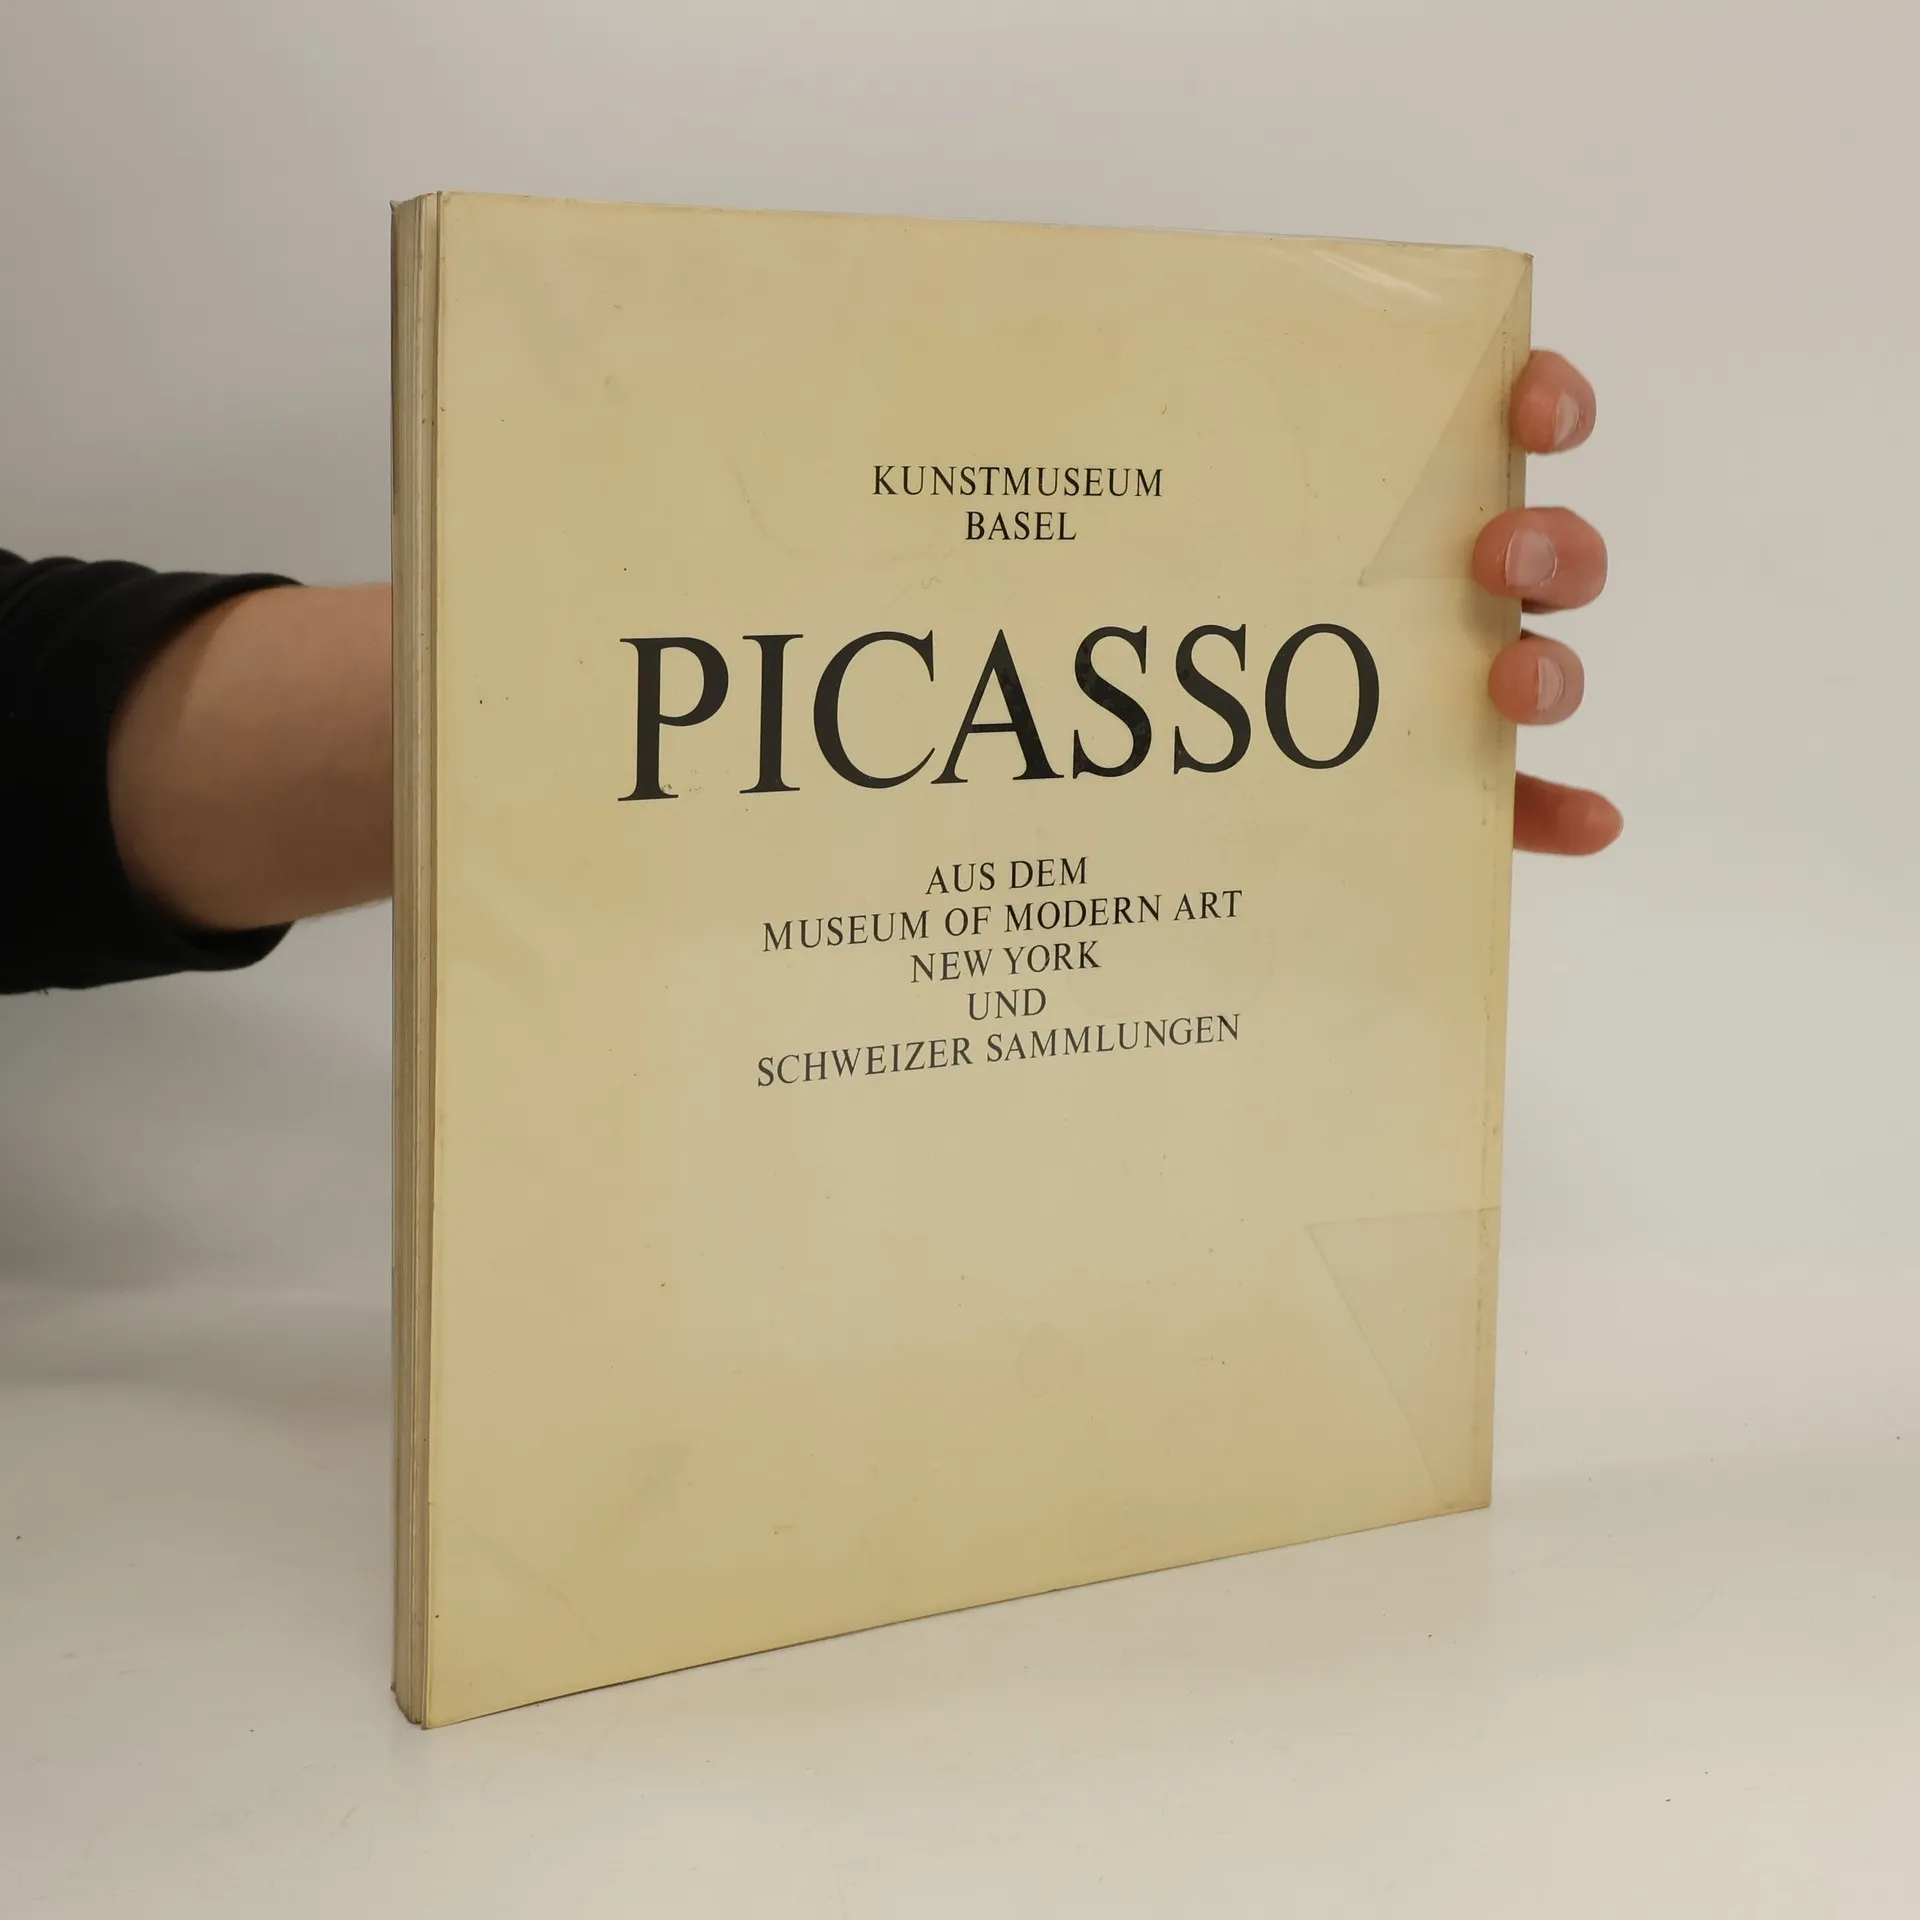 KUNSTMUSEUM
BASEL
PICASSO
AUS DEM
MUSEUM OF MODERN ART
NEW YORK
UND
SCHWEIZER SAMMLUNGEN